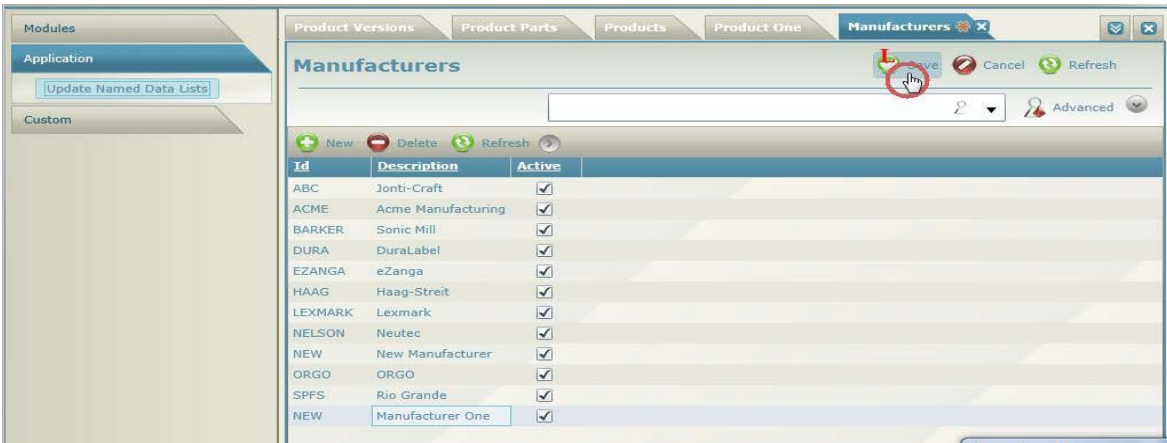 Modules
Application
Update Named Data Lists
Custom
Product Versions Product Parts Products Product One Manufacturers
Manufacturers
L Save Cancel Refresh
Advanced
New Delete Refresh
Id Description Active
ABC Jonti-Craft
ACME Acme Manufacturing
BARKER Sonic Mill
DURA DuraLabel
EZANGA eZanga
HAAG Haag-Streit
LEXMARK Lexmark
NELSON Neutec
NEW New Manufacturer
ORGO ORGO
SPFS Rio Grande
NEW Manufacturer One